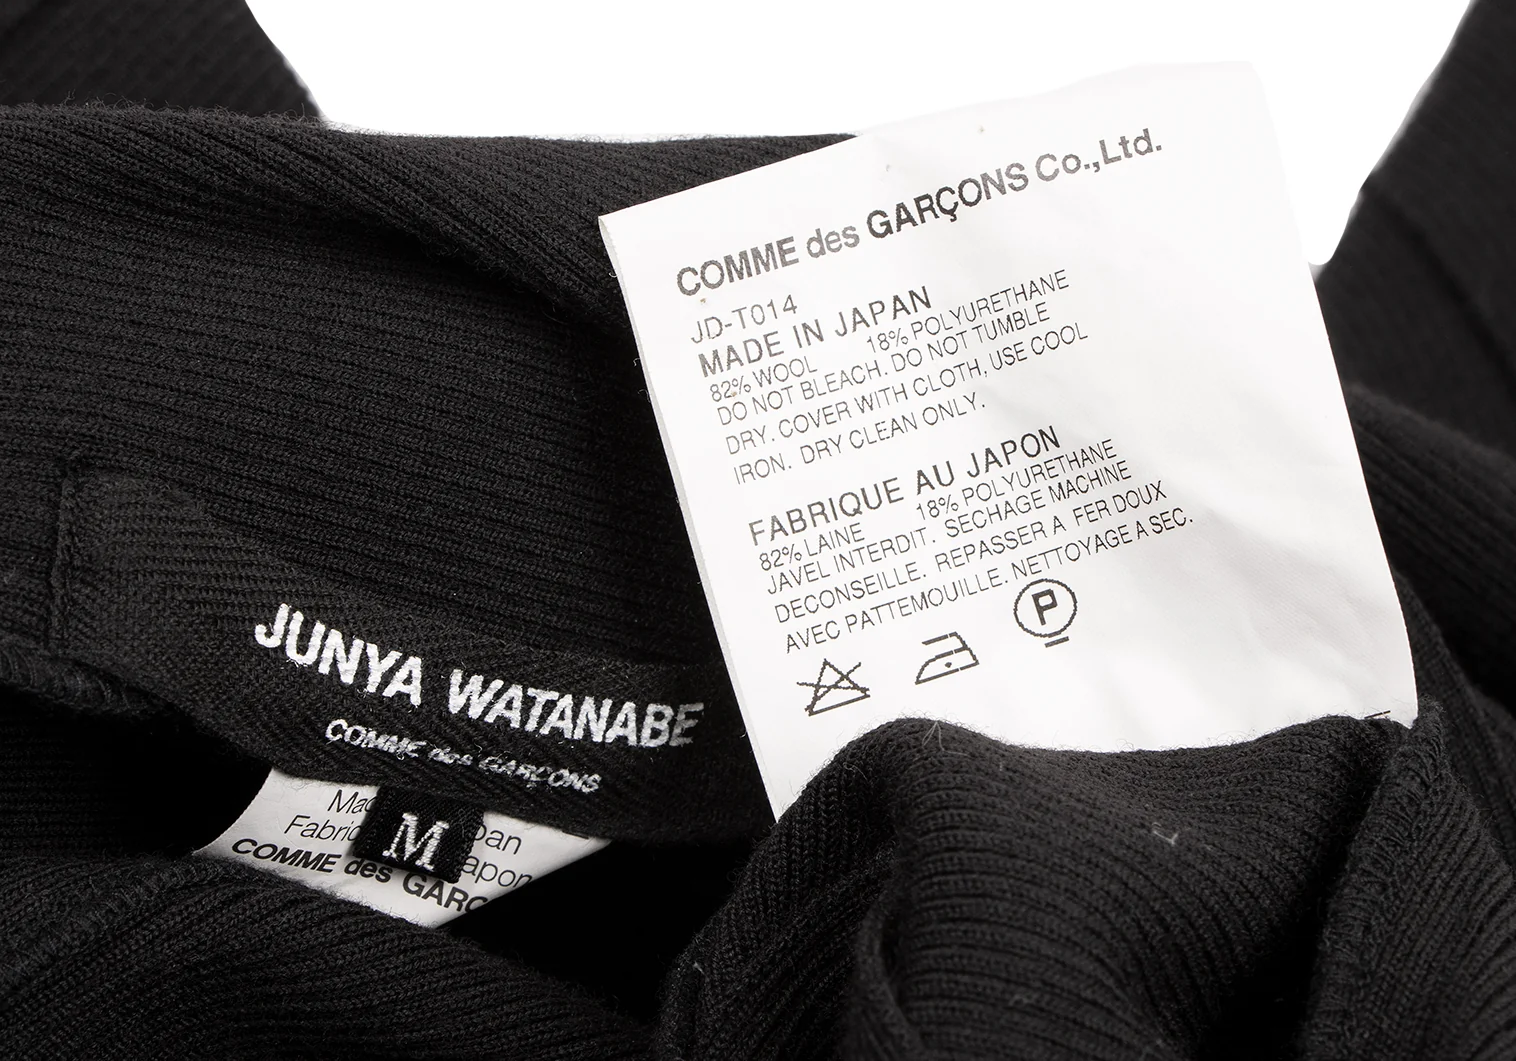 COMME des GARÇONS Co.,Ltd.
JD-T014
MADE IN JAPAN
82% WOOL 18% POLYURETHANE
DO NOT BLEACH. DO NOT TUMBLE
DRY. COVER WITH CLOTH, USE COOL
IRON. DRY CLEAN ONLY.
FABRIQUE AU JAPON
82% LAINE 18% POLYURETHANE
JAVEL INTERDIT. SECHAGE MACHINE
DECONSEILLE. REPASSER A FER DOUX
AVEC PATTEMOUILLE. NETTOYAGE A SEC.
P
JUNYA WATANABE
COMME des GARÇONS
M
COMME des GARÇ